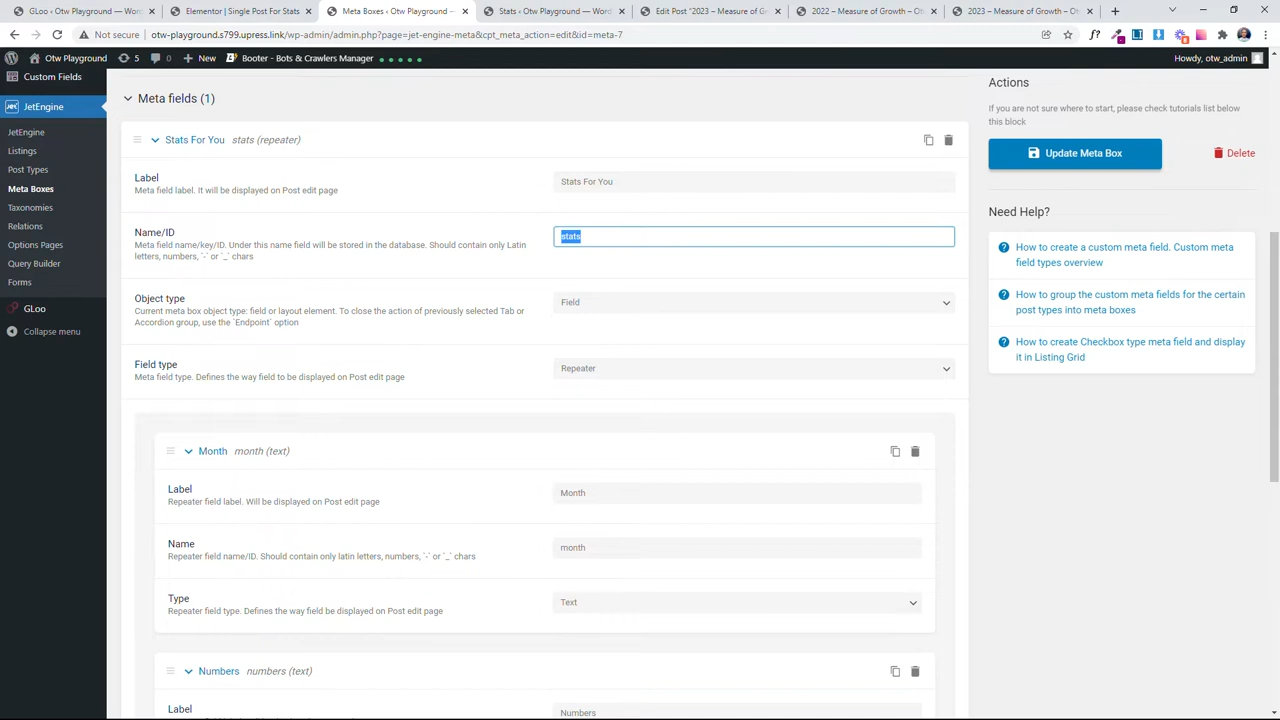 GLoo ‹ Otw Playground — WordPr
Elementor | Single Post For Stats
Meta Boxes ‹ Otw Playground —
Stats ‹ Otw Playground — WordPr
Edit Post "2023 – Measure of Gro
2022 – Measure of Growth – Otw
2023 – Measure of Growth – Otw
Not secure
otw-playground.s799.upress.link/wp-admin/admin.php?page=jet-engine-meta&cpt_meta_action=edit&id=meta-7
Otw Playground
5
New
Booter - Bots & Crawlers Manager
Howdy, otw_admin
Custom Fields
JetEngine
JetEngine
Listings
Post Types
Meta Boxes
Taxonomies
Relations
Options Pages
Query Builder
Forms
GLoo
Collapse menu
Meta fields (1)
Stats For You stats (repeater)
Label
Meta field label. It will be displayed on Post edit page
Stats For You
Name/ID
Meta field name/key/ID. Under this name field will be stored in the database. Should contain only Latin
letters, numbers, `-` or `_` chars
stats
Object type
Current meta box object type: field or layout element. To close the action of previously selected Tab or
Accordion group, use the `Endpoint` option
Field
Field type
Meta field type. Defines the way field to be displayed on Post edit page
Repeater
Month month (text)
Label
Repeater field label. Will be displayed on Post edit page
Month
Name
Repeater field name/ID. Should contain only latin letters, numbers, `-` or `_` chars
month
Type
Repeater field type. Defines the way field be displayed on Post edit page
Text
Numbers numbers (text)
Label
Numbers
Actions
If you are not sure where to start, please check tutorials list below
this block
Update Meta Box
Delete
Need Help?
How to create a custom meta field. Custom meta
field types overview
How to group the custom meta fields for the certain
post types into meta boxes
How to create Checkbox type meta field and display
it in Listing Grid